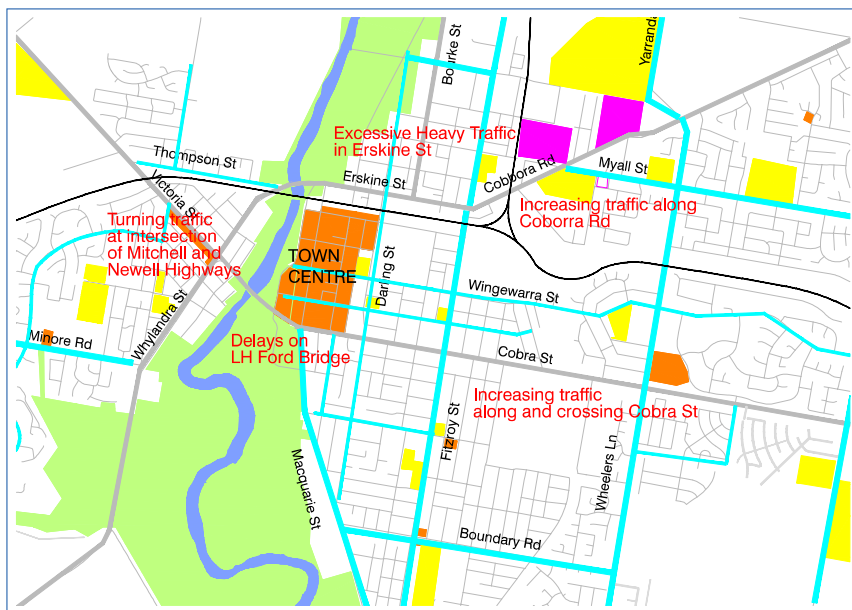 Yarranda
Bourke St
Excessive Heavy Traffic
in Erskine St
Thompson St
Cobbora Rd
Myall St
Erskine St
Victoria St
Increasing traffic along
Coborra Rd
Turning traffic
at intersection
of Mitchell and
Newell Highways
TOWN
CENTRE
Darling St
Wingewarra St
Whylandra St
Minore Rd
Delays on
LH Ford Bridge
Cobra St
Increasing traffic
along and crossing Cobra St
Fitzroy St
Wheelers Ln
Macquarie St
Boundary Rd